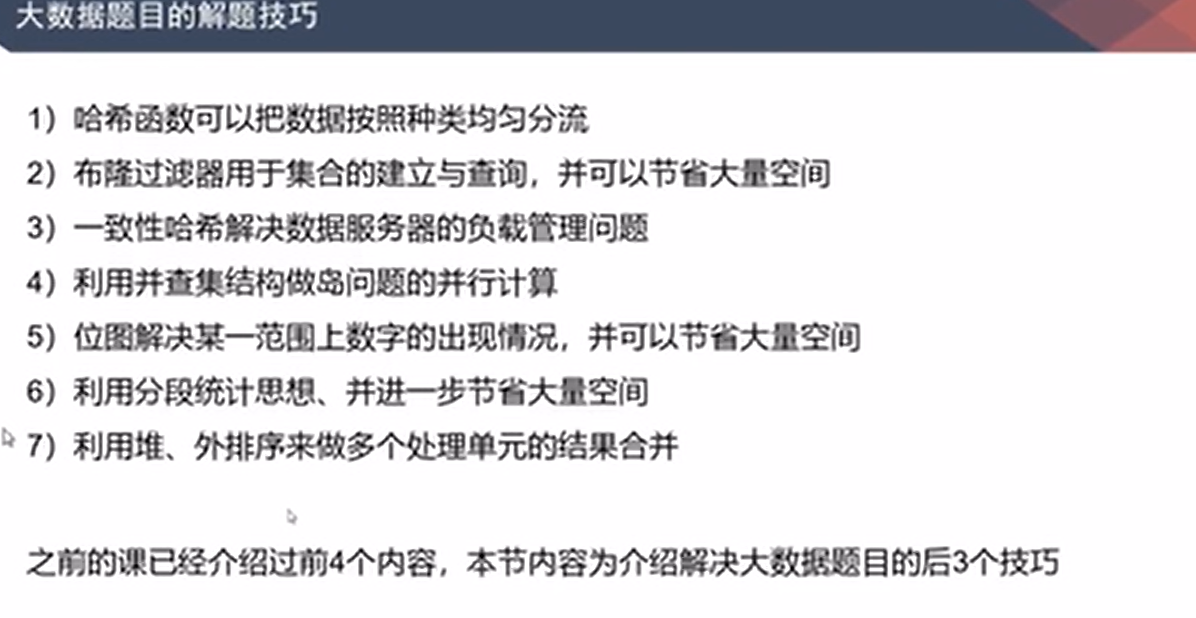 大数据题目的解题技巧
1）哈希函数可以把数据按照种类均匀分流
2）布隆过滤器用于集合的建立与查询，并可以节省大量空间
3）一致性哈希解决数据服务器的负载管理问题
4）利用并查集结构做岛问题的并行计算
5）位图解决某一范围上数字的出现情况，并可以节省大量空间
6）利用分段统计思想、并进一步节省大量空间
7）利用堆、外排序来做多个处理单元的结果合并
之前的课已经介绍过前4个内容，本节内容为介绍解决大数据题目的后3个技巧